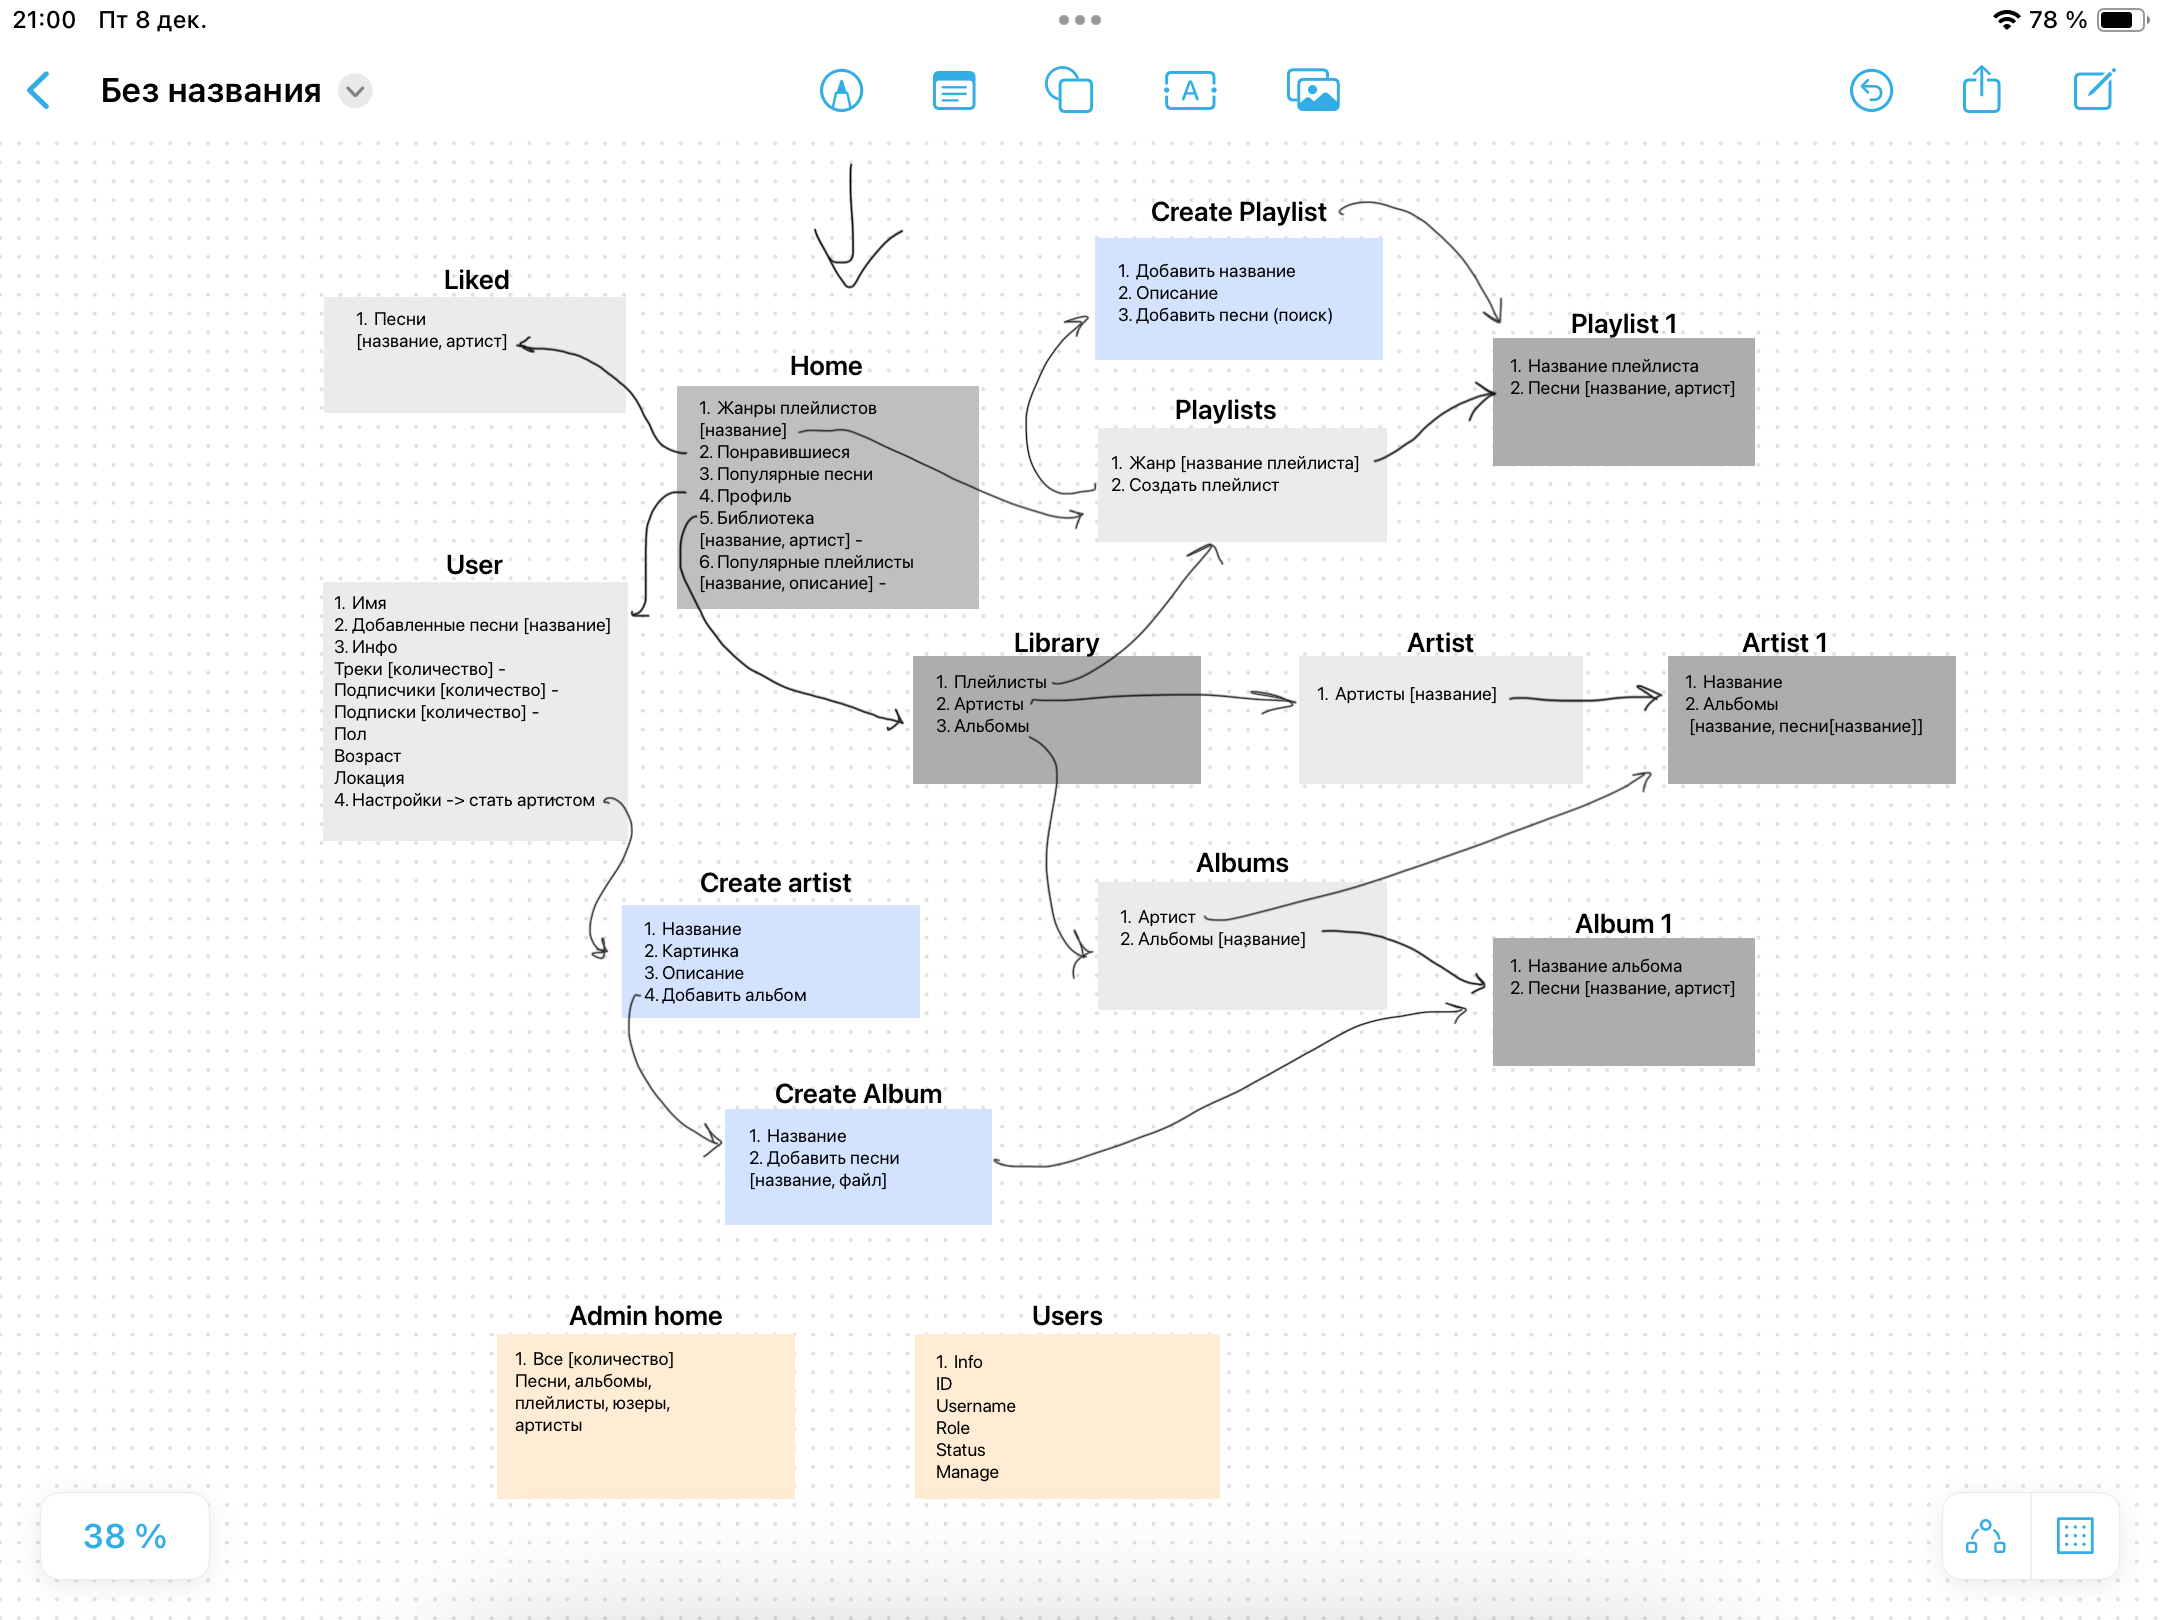 21:00 Пт 8 дек.
78 %
Без названия
Create Playlist
1. Добавить название
2. Описание
3. Добавить песни (поиск)
Liked
1. Песни
[название, артист]
Playlist 1
1. Название плейлиста
2. Песни [название, артист]
Home
1. Жанры плейлистов
[название]
2. Понравившиеся
3. Популярные песни
4. Профиль
5. Библиотека
[название, артист] -
6. Популярные плейлисты
[название, описание] -
Playlists
1. Жанр [название плейлиста]
2. Создать плейлист
User
1. Имя
2. Добавленные песни [название]
3. Инфо
Треки [количество] -
Подписчики [количество] -
Подписки [количество] -
Пол
Возраст
Локация
4. Настройки -> стать артистом
Library
1. Плейлисты
2. Артисты
3. Альбомы
Artist
1. Артисты [название]
Artist 1
1. Название
2. Альбомы
[название, песни[название]]
Create artist
1. Название
2. Картинка
3. Описание
4. Добавить альбом
Albums
1. Артист
2. Альбомы [название]
Album 1
1. Название альбома
2. Песни [название, артист]
Create Album
1. Название
2. Добавить песни
[название, файл]
Admin home
1. Все [количество]
Песни, альбомы,
плейлисты, юзеры,
артисты
Users
1. Info
ID
Username
Role
Status
Manage
38 %